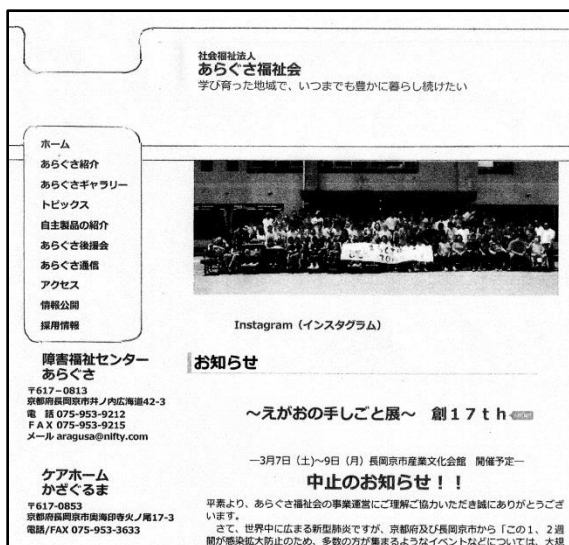 社会福祉法人
あらぐさ福祉会
学び育った地域で、いつまでも豊かに暮らし続けたい
ホーム
あらぐさ紹介
あらぐさギャラリー
トピックス
自主製品の紹介
あらぐさ後援会
あらぐさ通信
アクセス
情報公開
採用情報
障害福祉センター
あらぐさ
〒617-0813
京都府長岡京市井ノ内広海道42-3
電 話 075-953-9212
FAX 075-953-9215
メール aragusa@nifty.com
ケアホーム
かざぐるま
〒617-0853
京都府長岡京市奥海印寺火ノ尾17-3
電話/FAX 075-953-3633
Instagram（インスタグラム）
お知らせ
～えがおの手しごと展～ 創17th
―3月7日（土）～9日（月）長岡京市産業文化会館 開催予定―
中止のお知らせ！！
平素より、あらぐさ福祉会の事業運営にご理解ご協力いただき誠にありがとうござ
います。
さて、世界中に広まる新型肺炎ですが、京都府及び長岡京市から「この1、2週
間が感染拡大防止のため、多数の方が集まるようなイベントなどについては、大規